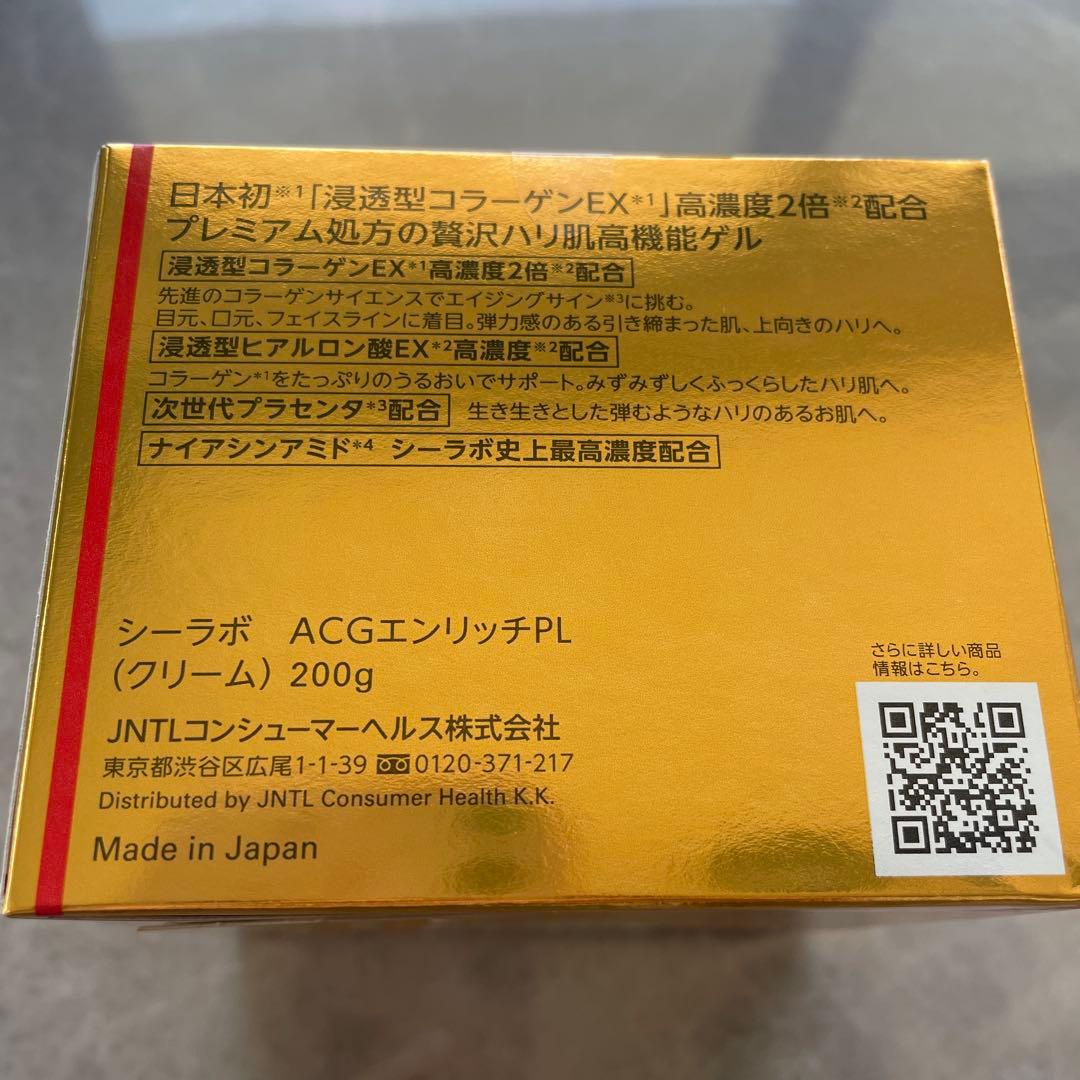 日本初※1「浸透型コラーゲンEX*1」高濃度2倍※2配合
プレミアム処方の贅沢ハリ肌高機能ゲル
浸透型コラーゲンEX*1高濃度2倍※2配合
先進のコラーゲンサイエンスでエイジングサイン※3に挑む。
目元、口元、フェイスラインに着目。弾力感のある引き締まった肌、上向きのハリへ。
浸透型ヒアルロン酸EX*2高濃度※2配合
コラーゲン*1をたっぷりのうるおいでサポート。みずみずしくふっくらしたハリ肌へ。
次世代プラセンタ*3配合 生き生きとした弾むようなハリのあるお肌へ。
ナイアシンアミド*4 シーラボ史上最高濃度配合
シーラボ ACGエンリッチPL
(クリーム) 200g
JNTLコンシューマーヘルス株式会社
東京都渋谷区広尾1-1-39 0120-371-217
Distributed by JNTL Consumer Health K.K.
Made in Japan
さらに詳しい商品
情報はこちら。